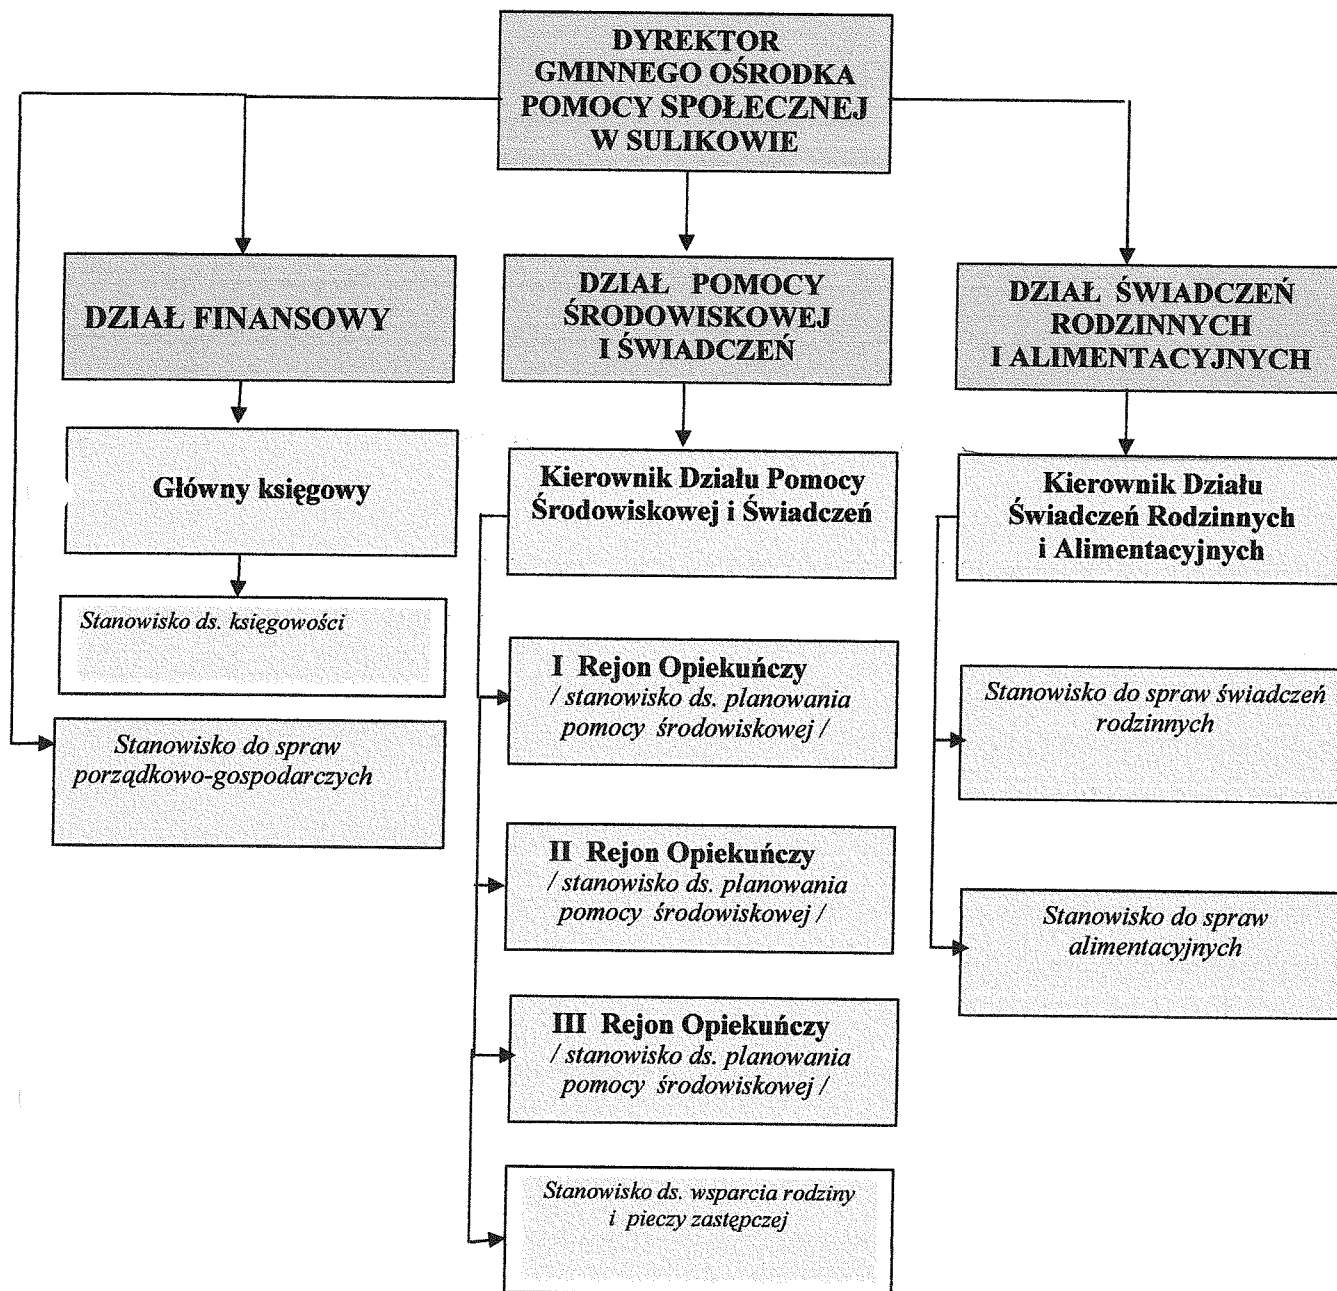 DYREKTOR
GMINNEGO OŚRODKA
POMOCY SPOŁECZNEJ
W SULIKOWIE
DZIAŁ FINANSOWY
DZIAŁ POMOCY
ŚRODOWISKOWEJ
I ŚWIADCZEŃ
DZIAŁ ŚWIADCZEŃ
RODZINNYCH
I ALIMENTACYJNYCH
Główny księgowy
Kierownik Działu Pomocy
Środowiskowej i Świadczeń
Kierownik Działu
Świadczeń Rodzinnych
i Alimentacyjnych
Stanowisko ds. księgowości
Stanowisko do spraw
porządkowo-gospodarczych
I Rejon Opiekuńczy
/ stanowisko ds. planowania
pomocy środowiskowej /
II Rejon Opiekuńczy
/ stanowisko ds. planowania
pomocy środowiskowej /
III Rejon Opiekuńczy
/ stanowisko ds. planowania
pomocy środowiskowej /
Stanowisko ds. wsparcia rodziny
i pieczy zastępczej
Stanowisko do spraw świadczeń
rodzinnych
Stanowisko do spraw
alimentacyjnych